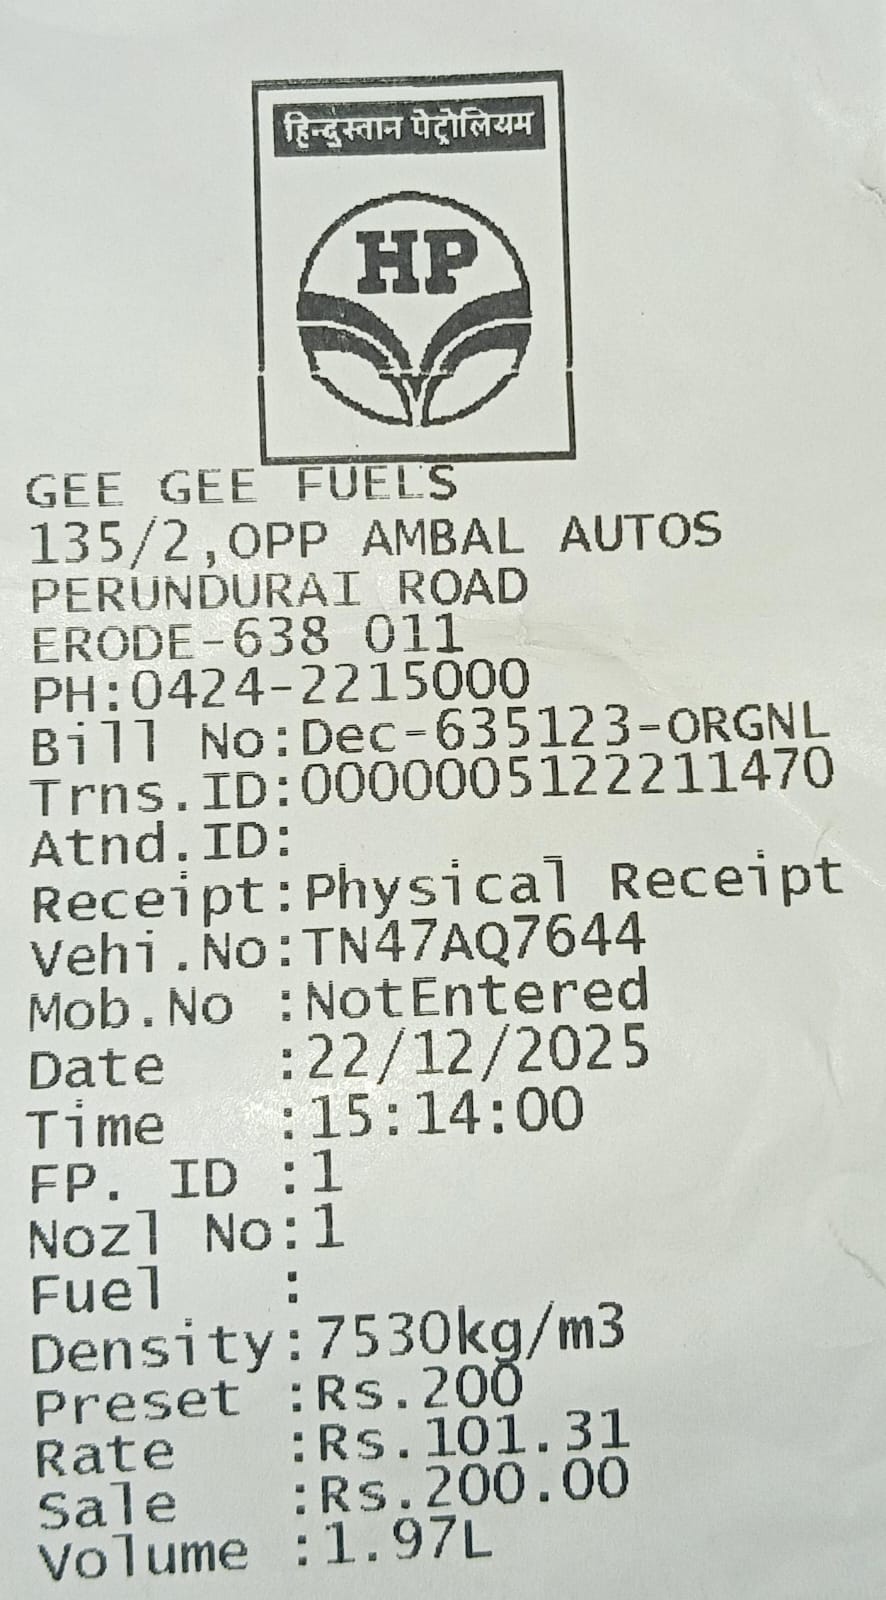 हिन्दुस्तान पेट्रोलियम
HP
GEE GEE FUELS
135/2,OPP AMBAL AUTOS
PERUNDURAI ROAD
ERODE-638 011
PH:0424-2215000
Bill No:Dec-635123-ORGNL
Trns.ID:0000005122211470
Atnd.ID:
Receipt:Physical Receipt
Vehi.No:TN47AQ7644
Mob.No :NotEntered
Date :22/12/2025
Time :15:14:00
FP. ID :1
Nozl No:1
Fuel :
Density:7530kg/m3
Preset :Rs.200
Rate :Rs.101.31
Sale :Rs.200.00
Volume :1.97L